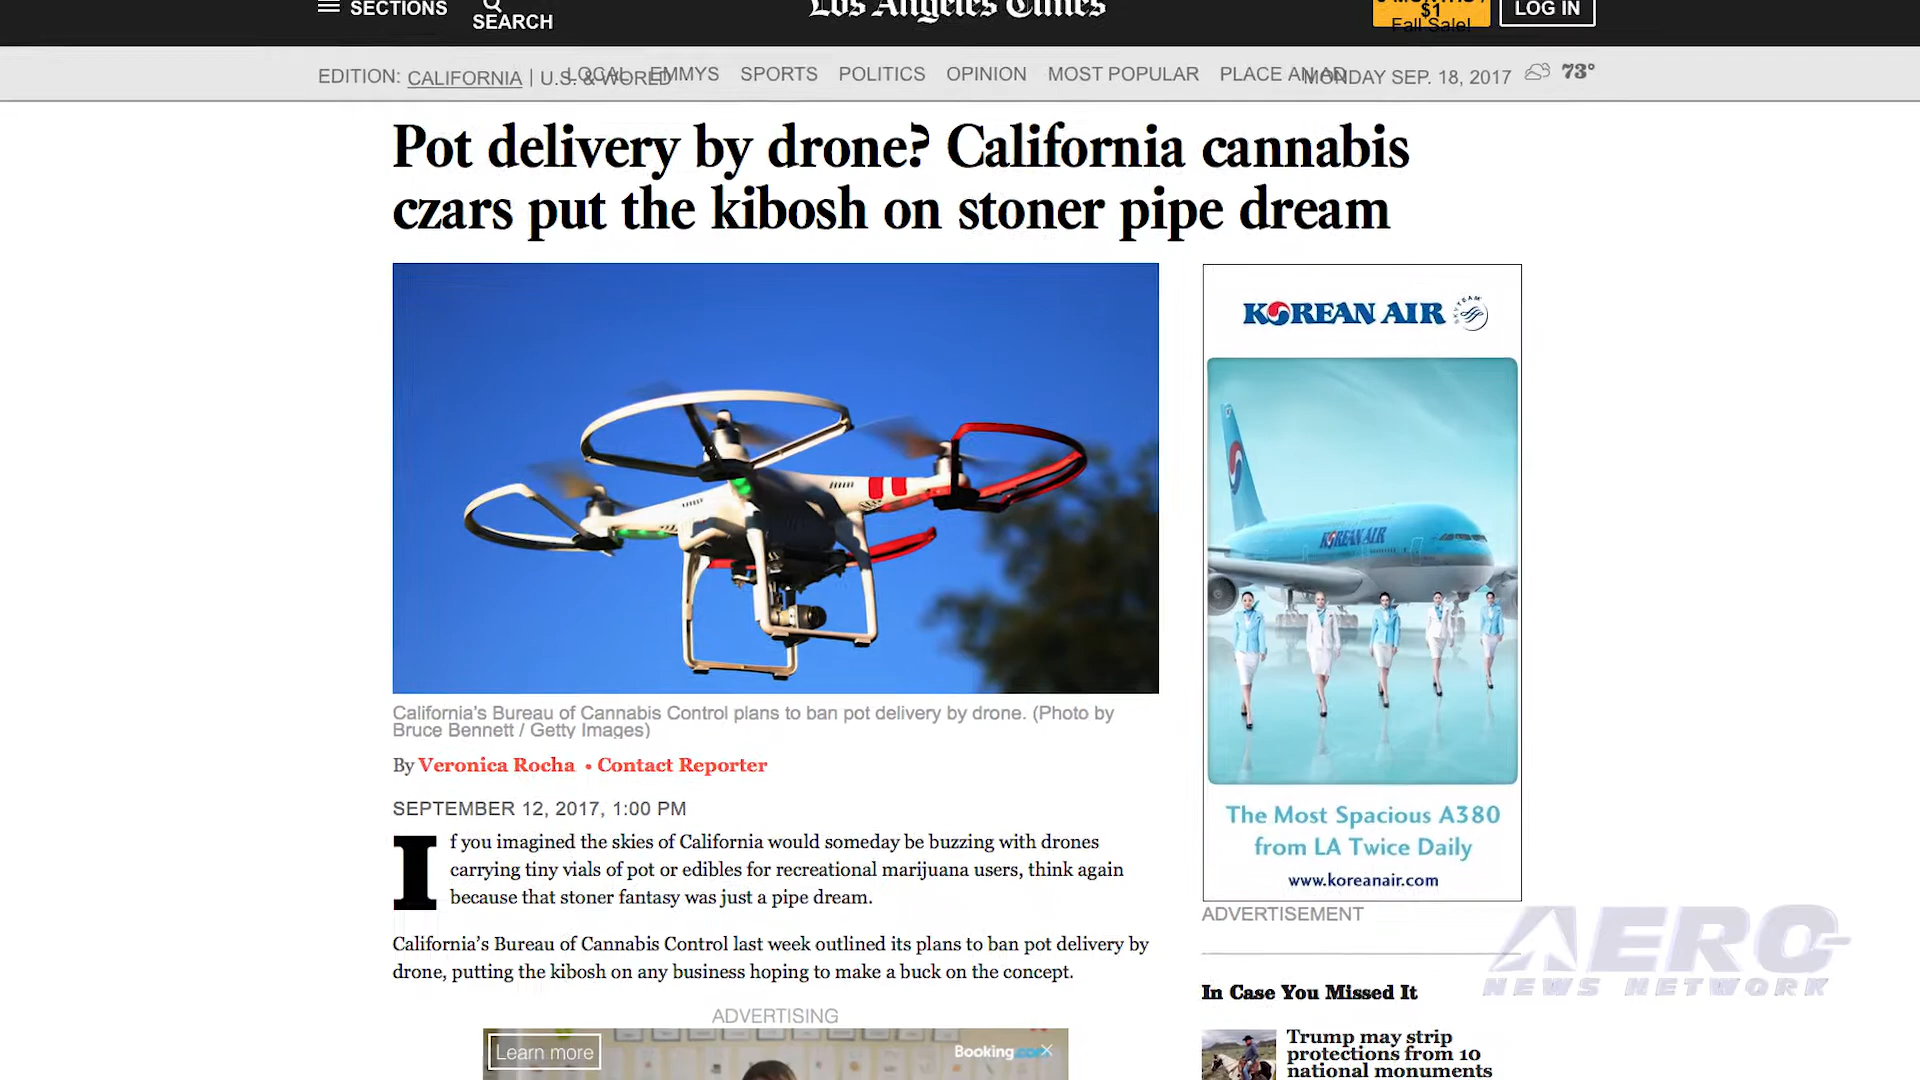 SECTIONS
SEARCH
Los Angeles Times
$1
Fall Sale!
LOG IN
EDITION: CALIFORNIA | U.S. & WORLD
LOCAL EMMYS SPORTS POLITICS OPINION MOST POPULAR PLACE AN AD
MONDAY SEP. 18, 2017 73°
Pot delivery by drone? California cannabis
czars put the kibosh on stoner pipe dream
California's Bureau of Cannabis Control plans to ban pot delivery by drone. (Photo by
Bruce Bennett / Getty Images)
By Veronica Rocha • Contact Reporter
SEPTEMBER 12, 2017, 1:00 PM
If you imagined the skies of California would someday be buzzing with drones
carrying tiny vials of pot or edibles for recreational marijuana users, think again
because that stoner fantasy was just a pipe dream.
California's Bureau of Cannabis Control last week outlined its plans to ban pot delivery by
drone, putting the kibosh on any business hoping to make a buck on the concept.
ADVERTISING
Learn more
Booking.com
KOREAN AIR
SKYTEAM
KOREAN AIR
The Most Spacious A380
from LA Twice Daily
www.koreanair.com
ADVERTISEMENT
In Case You Missed It
Trump may strip
protections from 10
national monuments
AERO
NEWS NETWORK